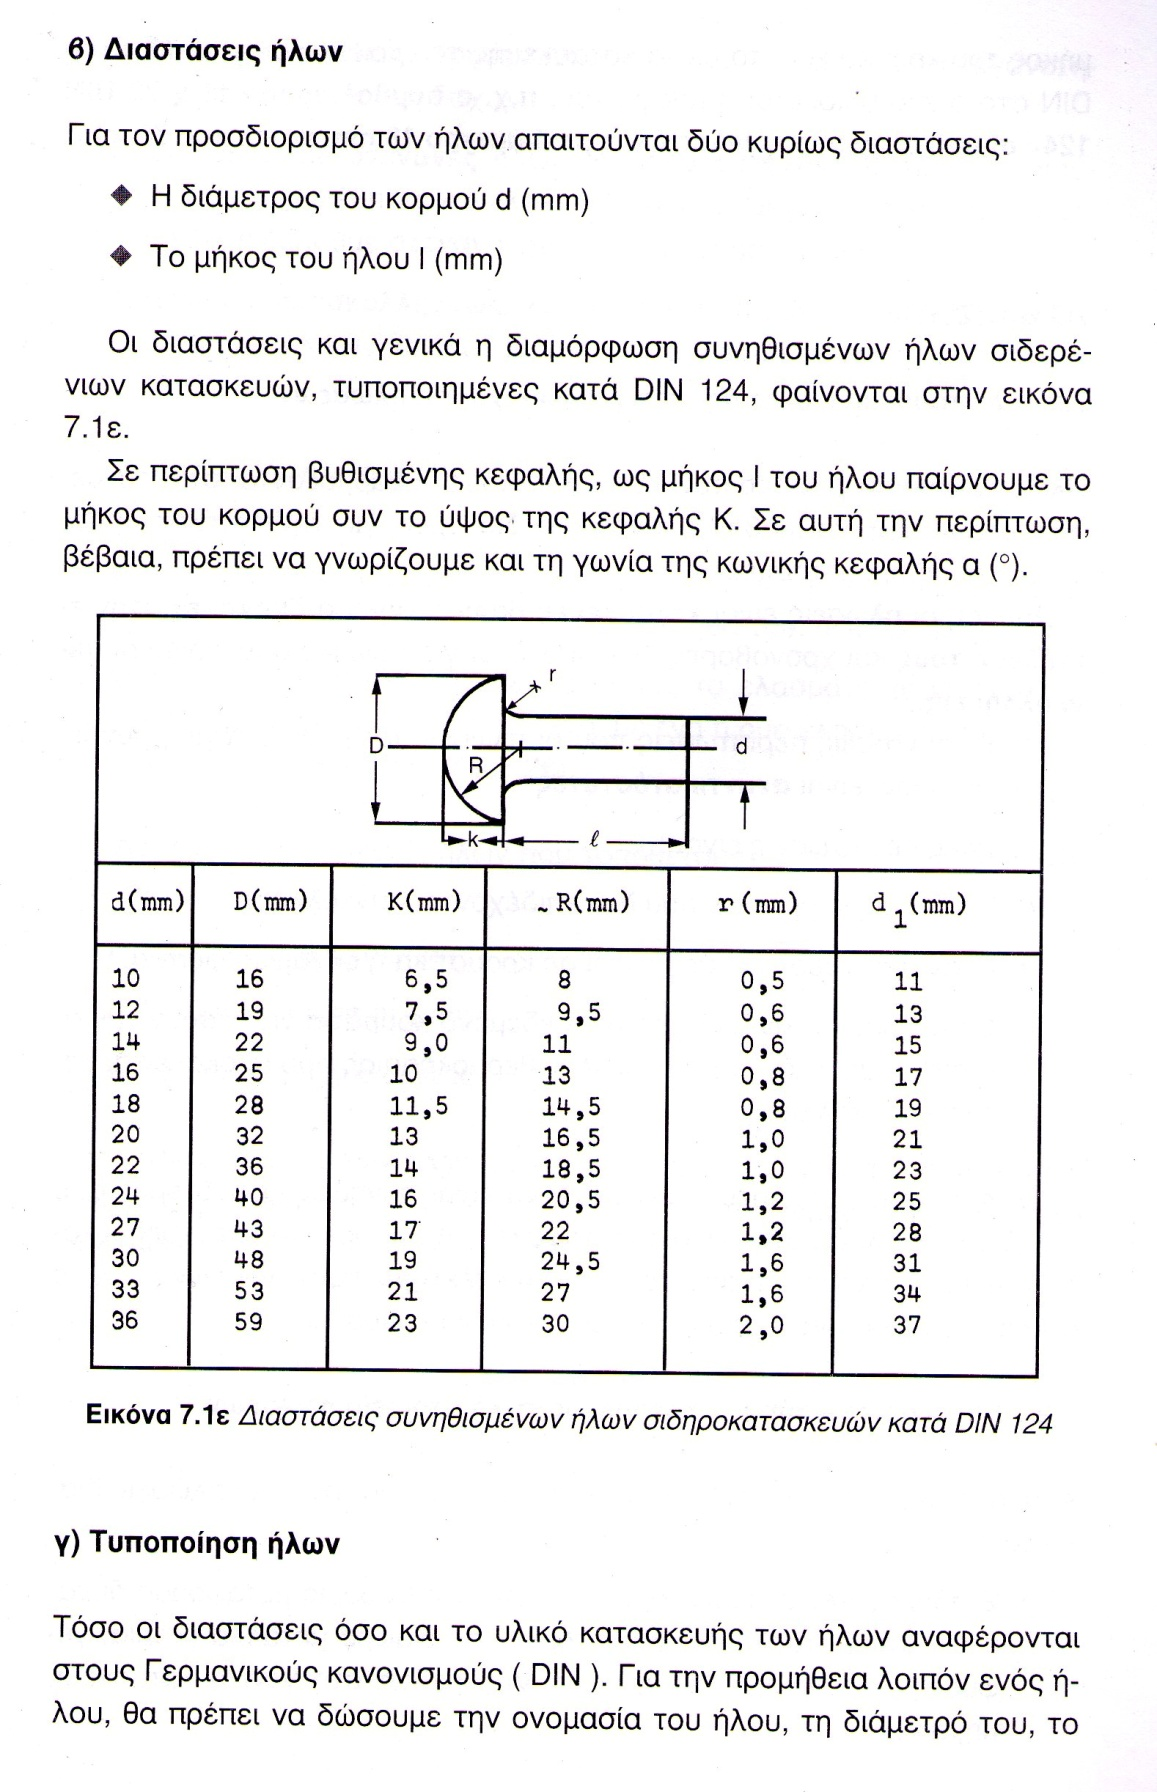 β) Διαστάσεις ήλων
Για τον προσδιορισμό των ήλων απαιτούνται δύο κυρίως διαστάσεις:
◆ Η διάμετρος του κορμού d (mm)
◆ Το μήκος του ήλου l (mm)
Οι διαστάσεις και γενικά η διαμόρφωση συνηθισμένων ήλων σιδερέ-
νιων κατασκευών, τυποποιημένες κατά DIN 124, φαίνονται στην εικόνα
7.1ε.
Σε περίπτωση βυθισμένης κεφαλής, ως μήκος l του ήλου παίρνουμε το
μήκος του κορμού συν το ύψος της κεφαλής Κ. Σε αυτή την περίπτωση,
βέβαια, πρέπει να γνωρίζουμε και τη γωνία της κωνικής κεφαλής α (°).
r
D
R
d
k
ℓ
d(mm) D(mm) K(mm) ~R(mm) r(mm) d1(mm)
10 16 6,5 8 0,5 11
12 19 7,5 9,5 0,6 13
14 22 9,0 11 0,6 15
16 25 10 13 0,8 17
18 28 11,5 14,5 0,8 19
20 32 13 16,5 1,0 21
22 36 14 18,5 1,0 23
24 40 16 20,5 1,2 25
27 43 17 22 1,2 28
30 48 19 24,5 1,6 31
33 53 21 27 1,6 34
36 59 23 30 2,0 37
Εικόνα 7.1ε Διαστάσεις συνηθισμένων ήλων σιδηροκατασκευών κατά DIN 124
γ) Τυποποίηση ήλων
Τόσο οι διαστάσεις όσο και το υλικό κατασκευής των ήλων αναφέρονται
στους Γερμανικούς κανονισμούς ( DIN ). Για την προμήθεια λοιπόν ενός ή-
λου, θα πρέπει να δώσουμε την ονομασία του ήλου, τη διάμετρό του, το